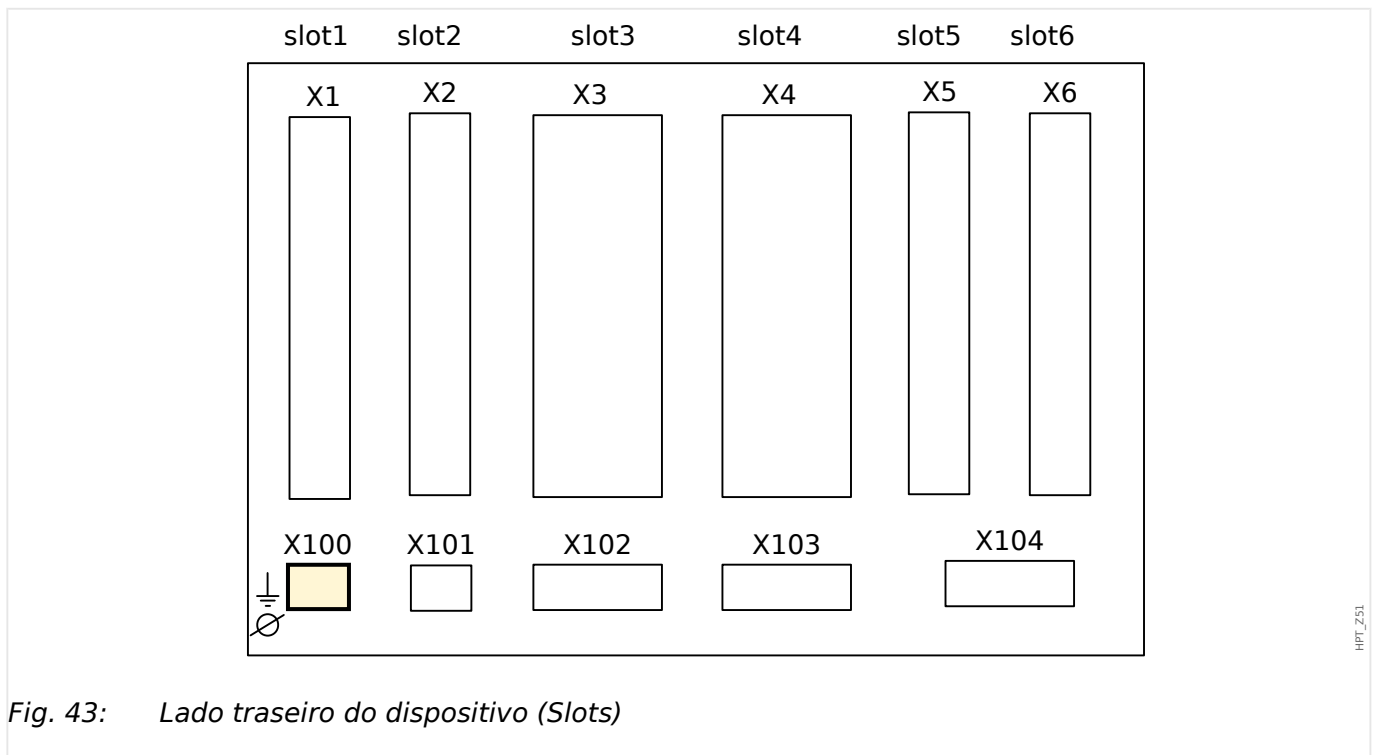 slot1 slot2 slot3 slot4 slot5 slot6
X1 X2 X3 X4 X5 X6
X100 X101 X102 X103 X104
HPT_Z51
Fig. 43: Lado traseiro do dispositivo (Slots)